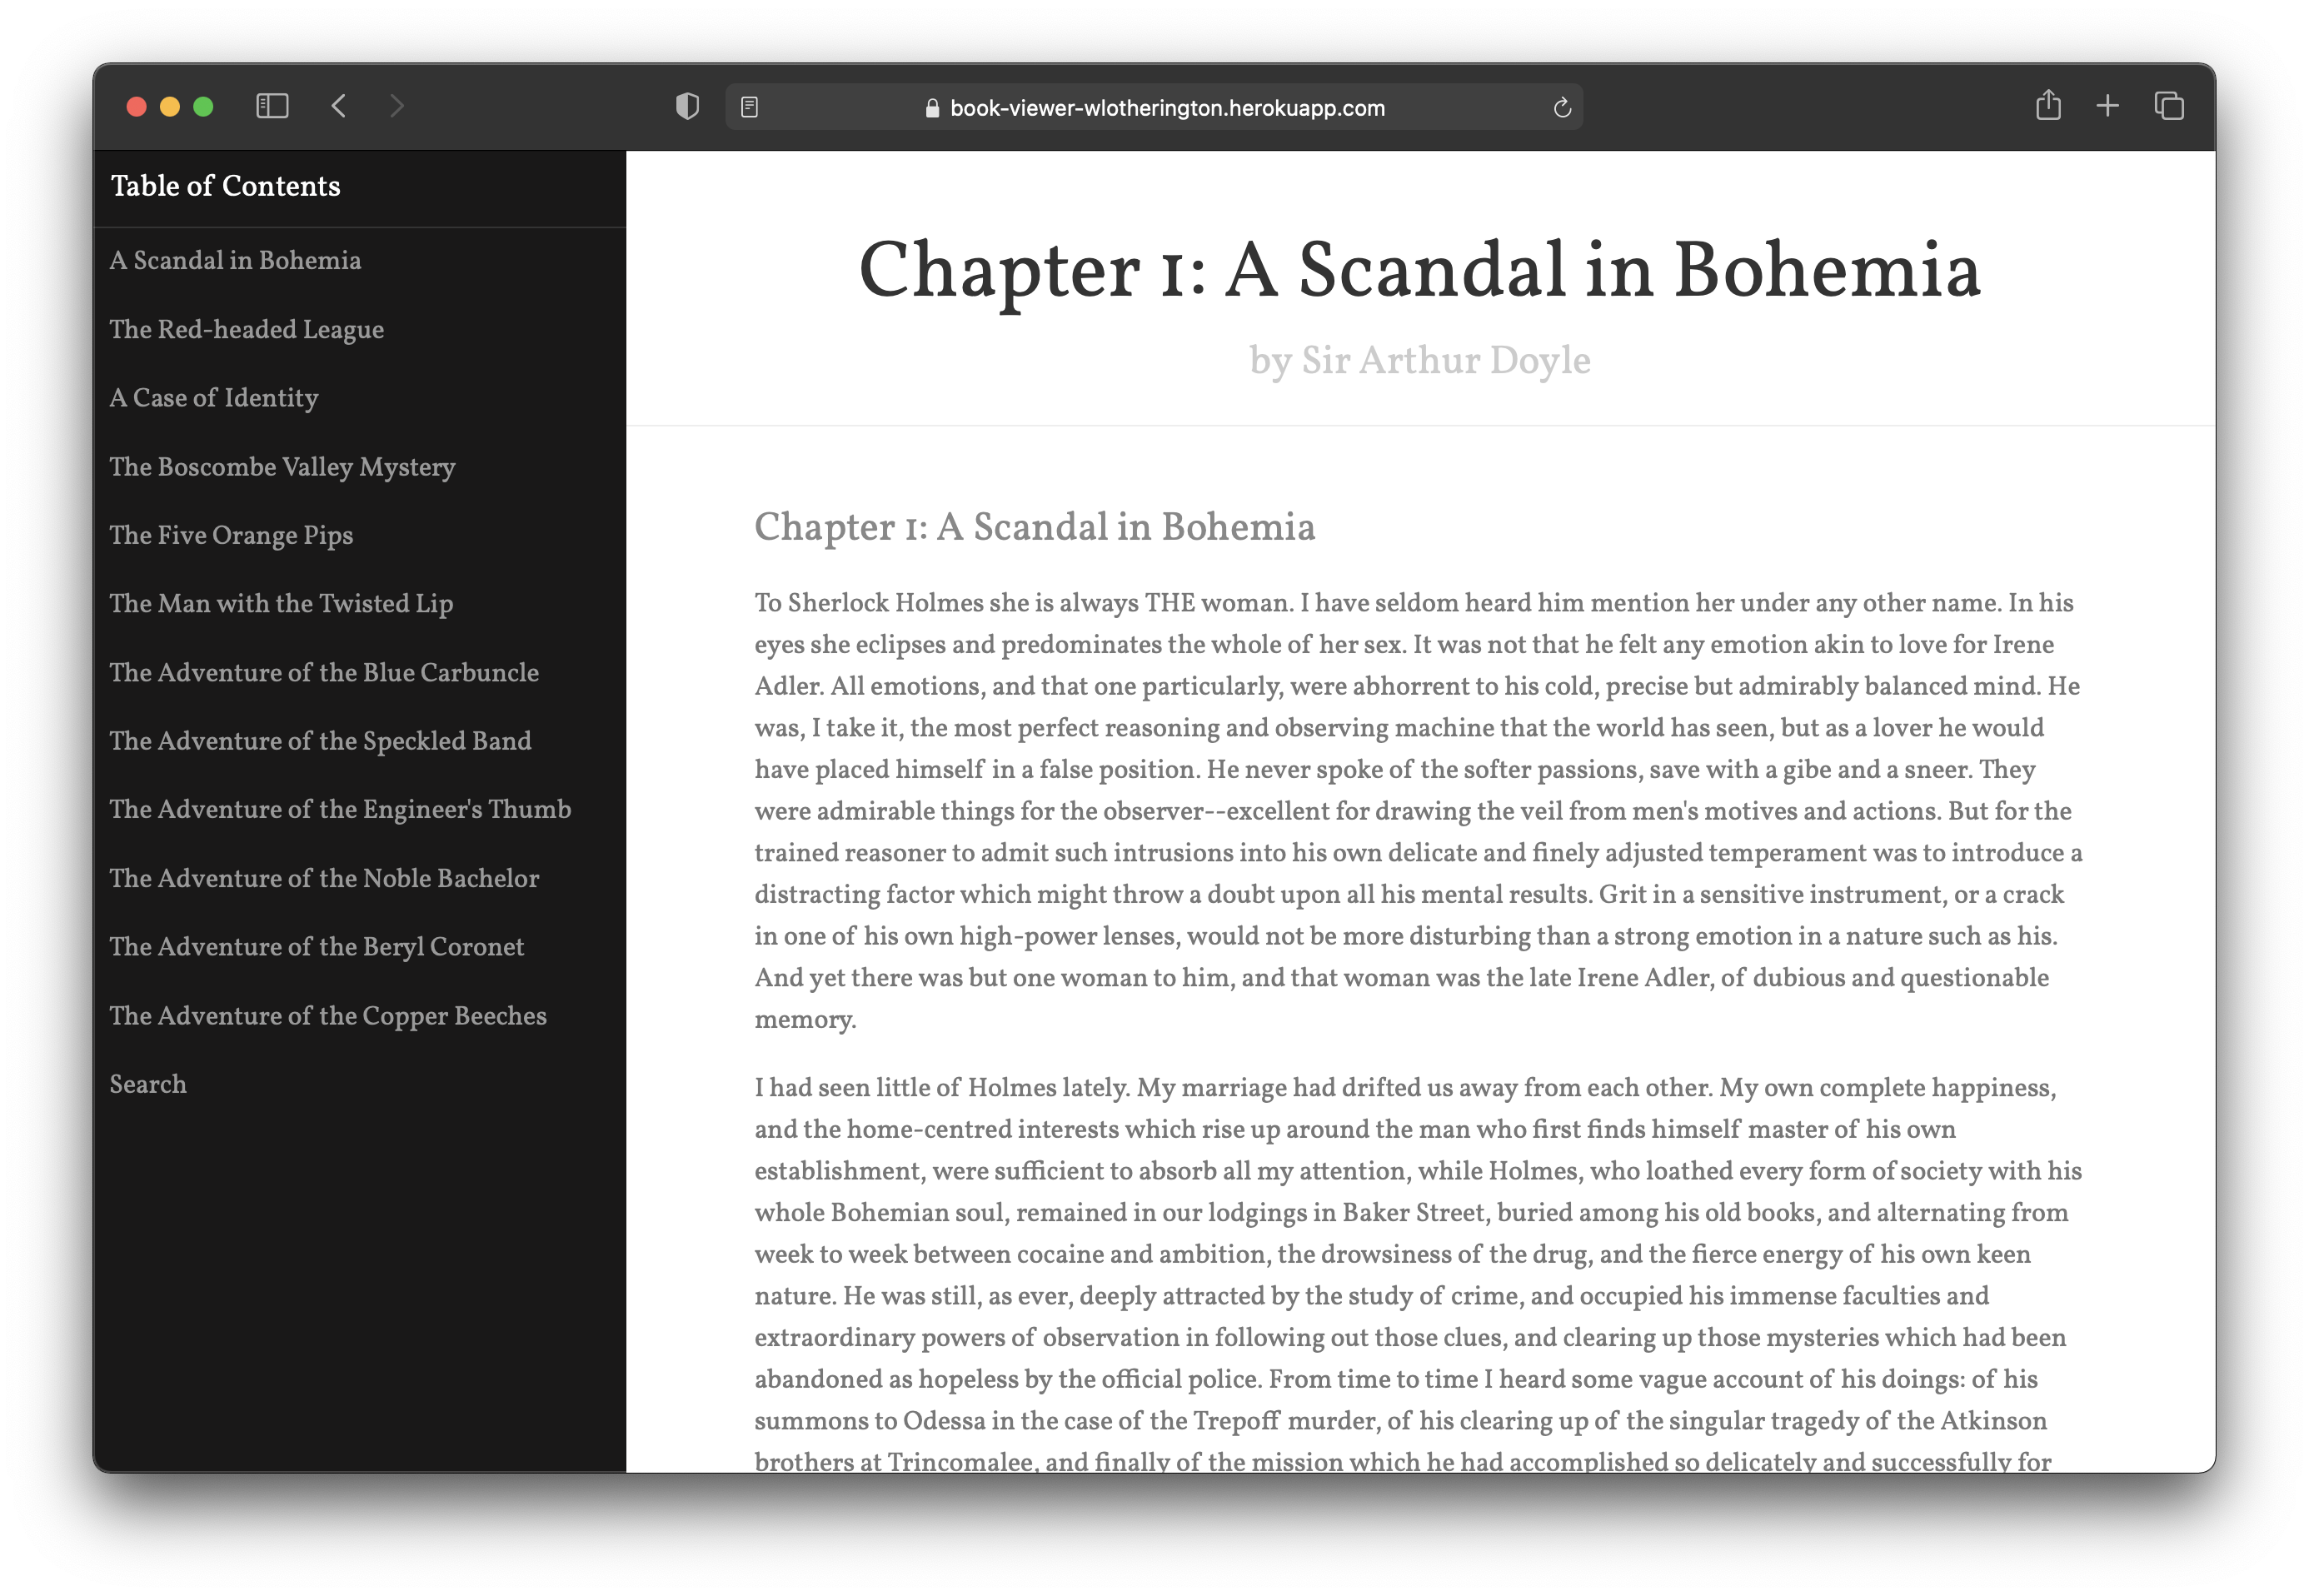 book-viewer-wlotherington.herokuapp.com
Table of Contents
A Scandal in Bohemia
The Red-headed League
A Case of Identity
The Boscombe Valley Mystery
The Five Orange Pips
The Man with the Twisted Lip
The Adventure of the Blue Carbuncle
The Adventure of the Speckled Band
The Adventure of the Engineer's Thumb
The Adventure of the Noble Bachelor
The Adventure of the Beryl Coronet
The Adventure of the Copper Beeches
Search
Chapter 1: A Scandal in Bohemia
by Sir Arthur Doyle
Chapter 1: A Scandal in Bohemia
To Sherlock Holmes she is always THE woman. I have seldom heard him mention her under any other name. In his
eyes she eclipses and predominates the whole of her sex. It was not that he felt any emotion akin to love for Irene
Adler. All emotions, and that one particularly, were abhorrent to his cold, precise but admirably balanced mind. He
was, I take it, the most perfect reasoning and observing machine that the world has seen, but as a lover he would
have placed himself in a false position. He never spoke of the softer passions, save with a gibe and a sneer. They
were admirable things for the observer--excellent for drawing the veil from men's motives and actions. But for the
trained reasoner to admit such intrusions into his own delicate and finely adjusted temperament was to introduce a
distracting factor which might throw a doubt upon all his mental results. Grit in a sensitive instrument, or a crack
in one of his own high-power lenses, would not be more disturbing than a strong emotion in a nature such as his.
And yet there was but one woman to him, and that woman was the late Irene Adler, of dubious and questionable
memory.
I had seen little of Holmes lately. My marriage had drifted us away from each other. My own complete happiness,
and the home-centred interests which rise up around the man who first finds himself master of his own
establishment, were sufficient to absorb all my attention, while Holmes, who loathed every form of society with his
whole Bohemian soul, remained in our lodgings in Baker Street, buried among his old books, and alternating from
week to week between cocaine and ambition, the drowsiness of the drug, and the fierce energy of his own keen
nature. He was still, as ever, deeply attracted by the study of crime, and occupied his immense faculties and
extraordinary powers of observation in following out those clues, and clearing up those mysteries which had been
abandoned as hopeless by the official police. From time to time I heard some vague account of his doings: of his
summons to Odessa in the case of the Trepoff murder, of his clearing up of the singular tragedy of the Atkinson
brothers at Trincomalee, and finally of the mission which he had accomplished so delicately and successfully for